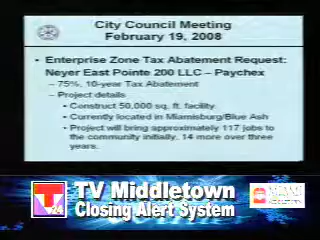 City Council Meeting
February 19, 2008
• Enterprise Zone Tax Abatement Request:
Neyer East Pointe 200 LLC – Paychex
– 75%, 10-year Tax Abatement
– Project details
• Construct 50,000 sq. ft. facility
• Currently located in Miamisburg/Blue Ash
• Project will bring approximately 117 jobs to
the community initially, 14 more over three
years.
TV Middletown
Closing Alert System
T
24